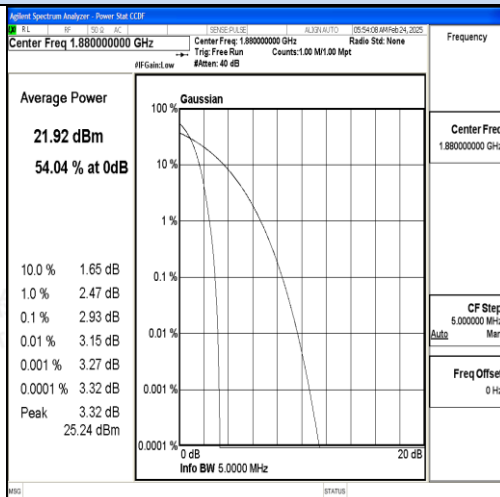 Agilent Spectrum Analyzer - Power Stat CCDF
RL RF 50 Ω AC SENSE:PULSE ALIGN AUTO 05:54:08 AM Feb 24, 2025
Center Freq 1.880000000 GHz
Center Freq: 1.880000000 GHz
Radio Std: None
Trig: Free Run
Counts:1.00 M/1.00 Mpt
#IFGain:Low
#Atten: 40 dB
Frequency
Average Power
21.92 dBm
54.04 % at 0dB
10.0 % 1.65 dB
1.0 % 2.47 dB
0.1 % 2.93 dB
0.01 % 3.15 dB
0.001 % 3.27 dB
0.0001 % 3.32 dB
Peak 3.32 dB
25.24 dBm
Gaussian
100 %
10 %
1 %
0.1 %
0.01 %
0.001 %
0.0001 %
0 dB
20 dB
Info BW 5.0000 MHz
Center Freq
1.880000000 GHz
CF Step
5.000000 MHz
Auto Man
Freq Offset
0 Hz
MSG
STATUS